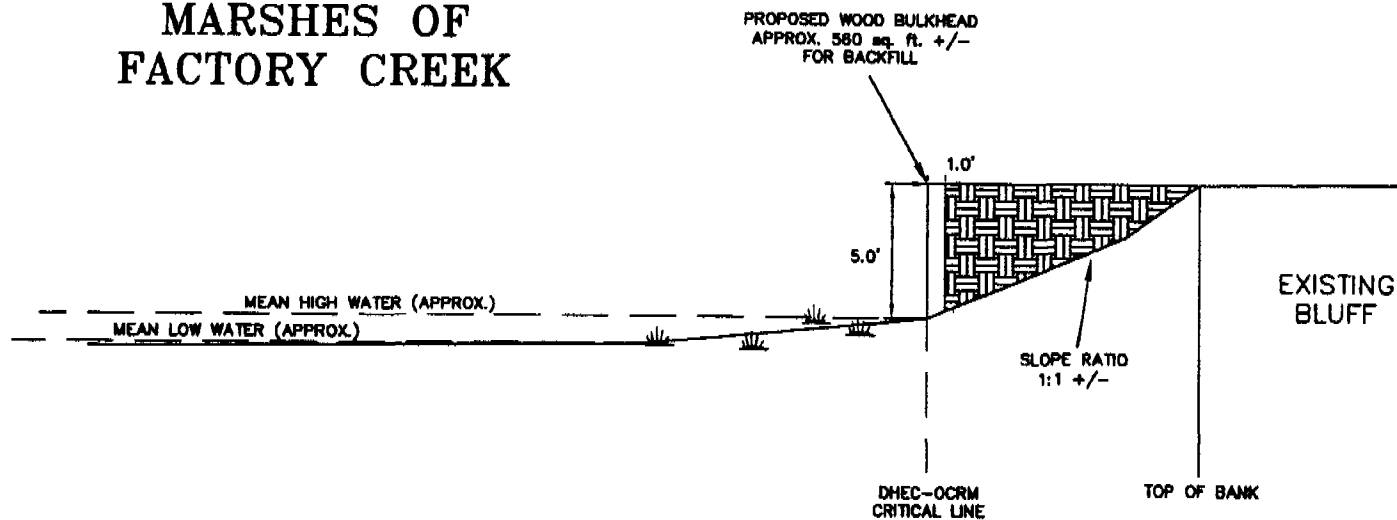 MARSHES OF
FACTORY CREEK
PROPOSED WOOD BULKHEAD
APPROX. 560 sq. ft. +/-
FOR BACKFILL
1.0'
5.0'
MEAN HIGH WATER (APPROX.)
MEAN LOW WATER (APPROX.)
EXISTING
BLUFF
SLOPE RATIO
1:1 +/-
DHEC-OCRM
CRITICAL LINE
TOP OF BANK